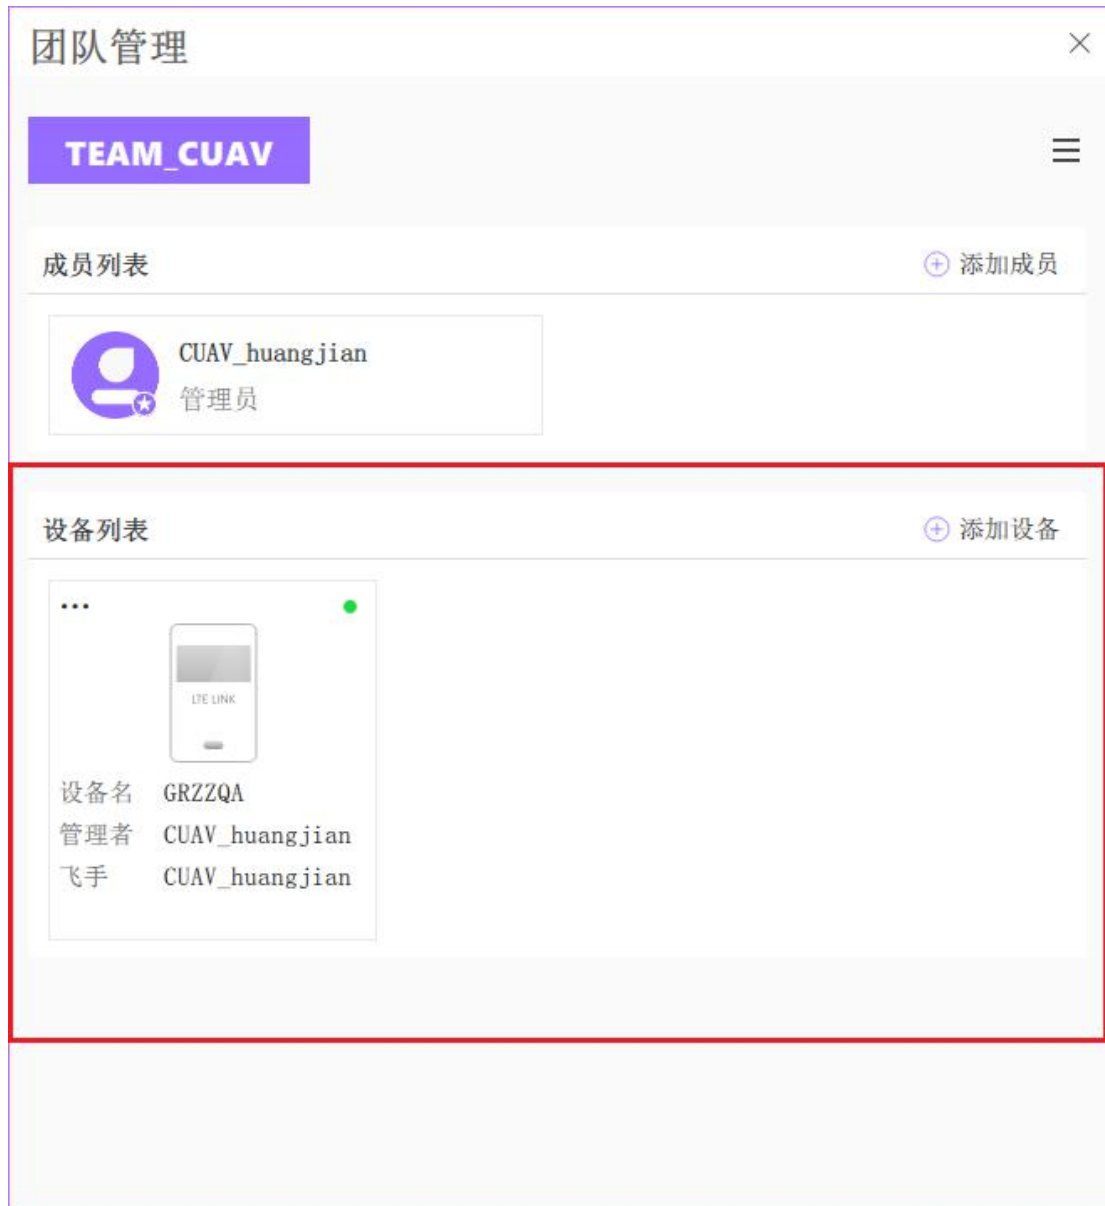 团队管理
TEAM_CUAV
成员列表 添加成员
CUAV_huangjian
管理员
设备列表 添加设备
LTE LINK
设备名 GRZZQA
管理者 CUAV_huangjian
飞手 CUAV_huangjian